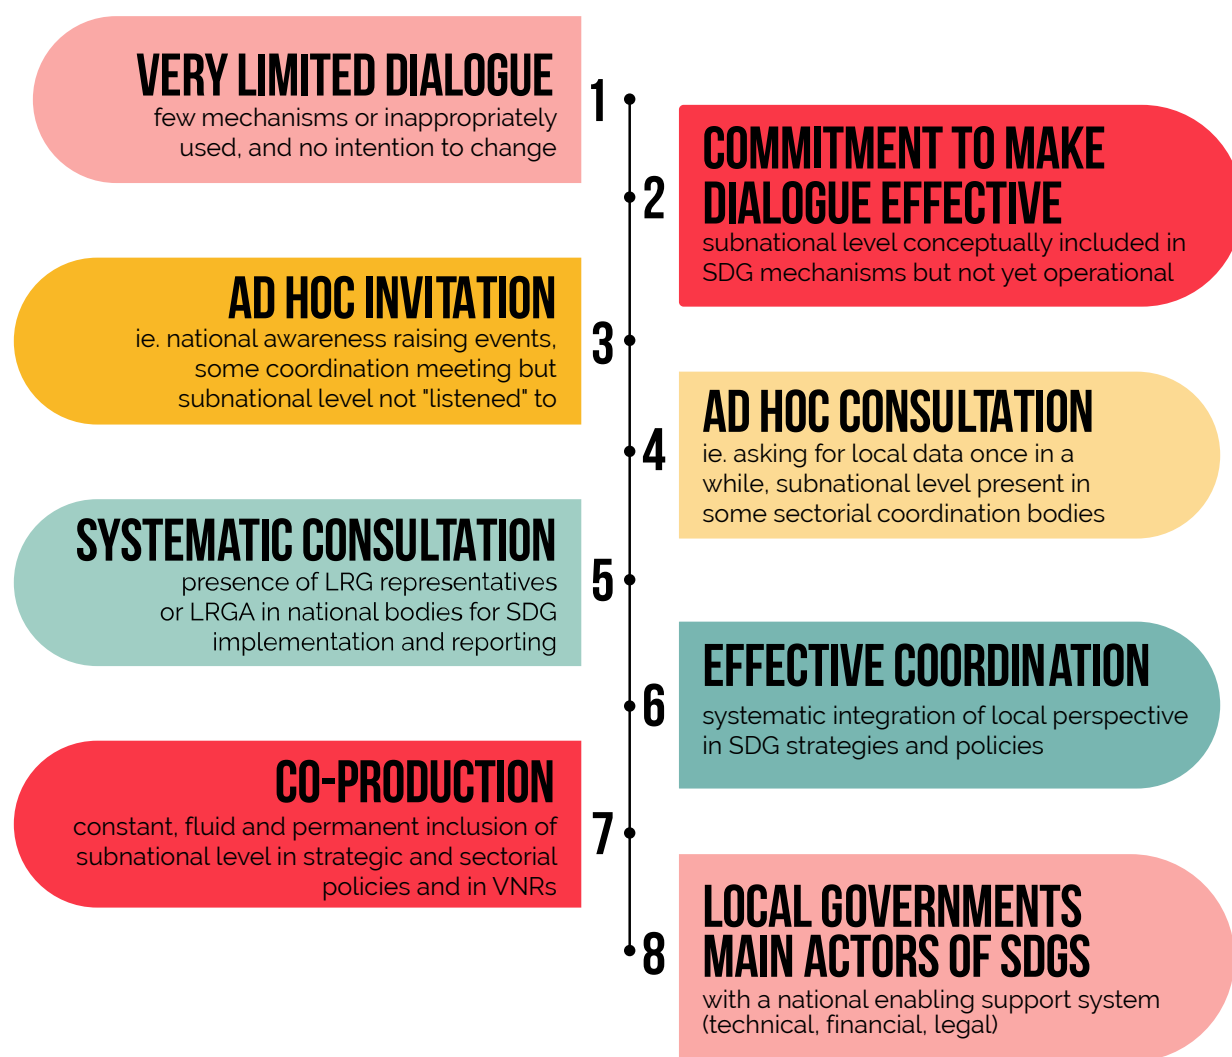 VERY LIMITED DIALOGUE
few mechanisms or inappropriately
used, and no intention to change
1
COMMITMENT TO MAKE
DIALOGUE EFFECTIVE
subnational level conceptually included in
SDG mechanisms but not yet operational
2
AD HOC INVITATION
ie. national awareness raising events,
some coordination meeting but
subnational level not "listened" to
3
AD HOC CONSULTATION
ie. asking for local data once in a
while, subnational level present in
some sectorial coordination bodies
4
SYSTEMATIC CONSULTATION
presence of LRG representatives
or LRGA in national bodies for SDG
implementation and reporting
5
EFFECTIVE COORDINATION
systematic integration of local perspective
in SDG strategies and policies
6
CO-PRODUCTION
constant, fluid and permanent inclusion of
subnational level in strategic and sectorial
policies and in VNRs
7
LOCAL GOVERNMENTS
MAIN ACTORS OF SDGS
with a national enabling support system
(technical, financial, legal)
8